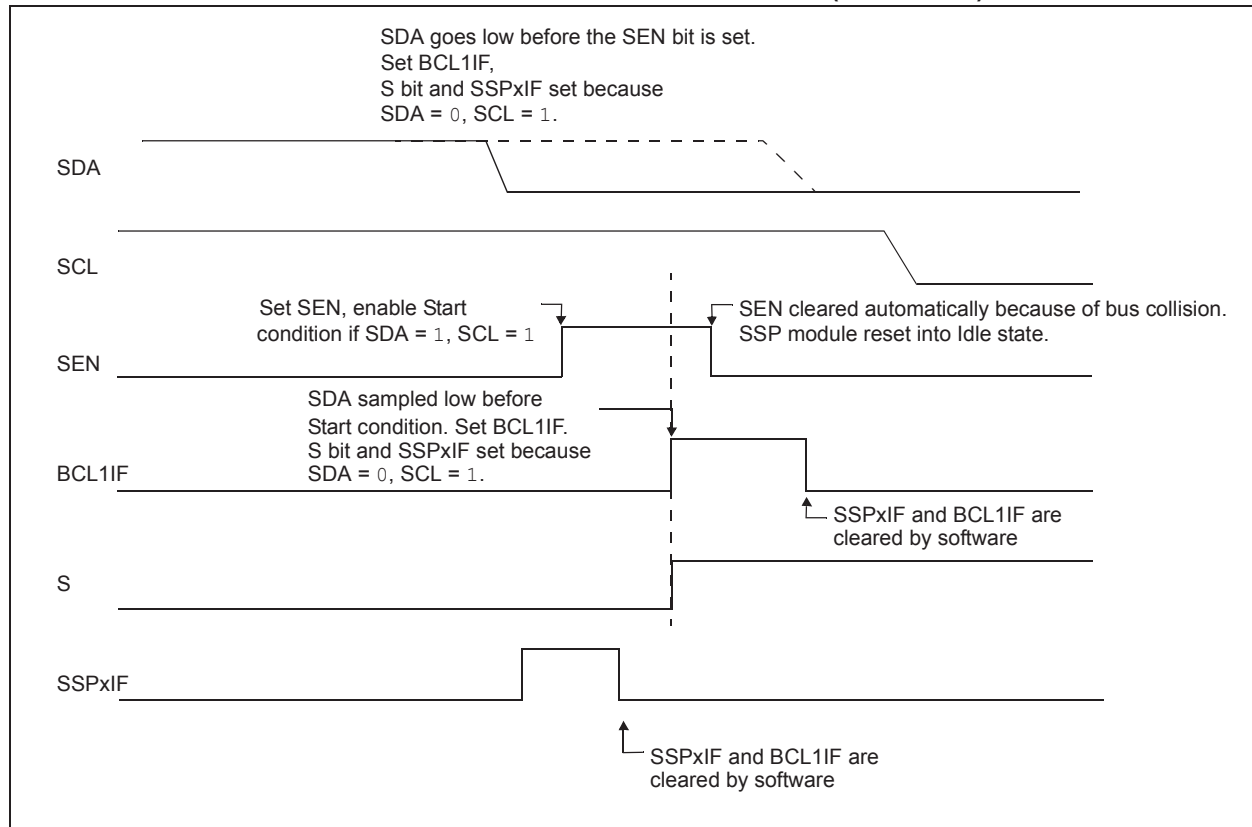 SDA goes low before the SEN bit is set.
Set BCL1IF,
S bit and SSPxIF set because
SDA = 0, SCL = 1.
SDA
SCL
Set SEN, enable Start
condition if SDA = 1, SCL = 1
SEN cleared automatically because of bus collision.
SSP module reset into Idle state.
SEN
SDA sampled low before
Start condition. Set BCL1IF.
S bit and SSPxIF set because
SDA = 0, SCL = 1.
BCL1IF
SSPxIF and BCL1IF are
cleared by software
S
SSPxIF
SSPxIF and BCL1IF are
cleared by software